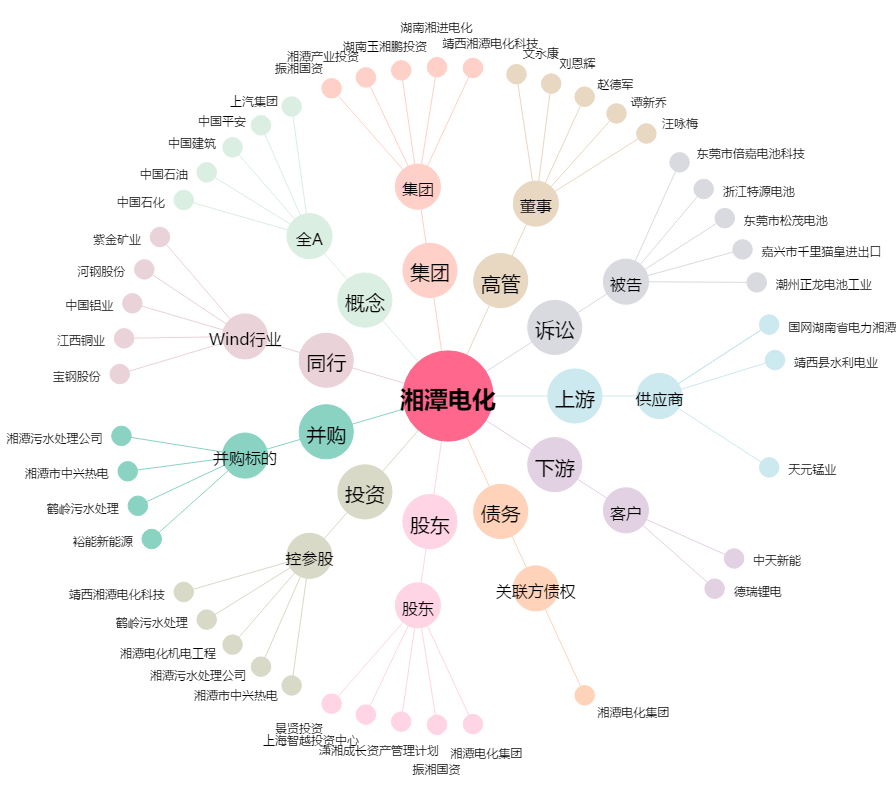 湖南湘进电化
湖南玉湘鹏投资
靖西湘潭电化科技
湘潭产业投资
振湘国资
文永康
刘恩辉
赵德军
谭新乔
汪咏梅
上汽集团
中国平安
中国建筑
中国石油
中国石化
集团
董事
全A
集团
高管
概念
东莞市倍嘉电池科技
浙江特源电池
东莞市松茂电池
嘉兴市千里猫皇进出口
潮州正龙电池工业
被告
诉讼
紫金矿业
河钢股份
中国铝业
江西铜业
宝钢股份
Wind行业
同行
湘潭电化
国网湖南省电力湘潭
靖西县水利电业
天元锰业
供应商
上游
湘潭污水处理公司
湘潭市中兴热电
鹤岭污水处理
裕能新能源
并购标的
并购
下游
客户
中天新能
德瑞锂电
投资
股东
债务
控参股
关联方债权
股东
靖西湘潭电化科技
鹤岭污水处理
湘潭电化机电工程
湘潭污水处理公司
湘潭市中兴热电
景贤投资
上海智越投资中心
潇湘成长资产管理计划
振湘国资
湘潭电化集团
湘潭电化集团